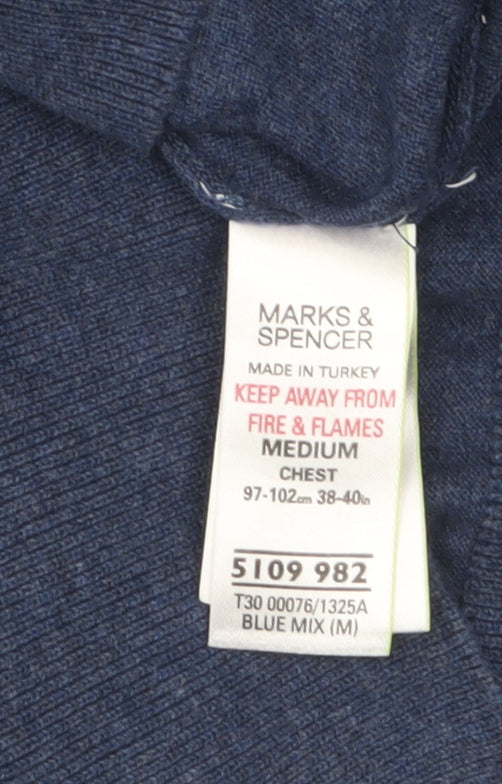 MARKS &
SPENCER
MADE IN TURKEY
KEEP AWAY FROM
FIRE & FLAMES
MEDIUM
CHEST
97-102cm 38-40in
5109 982
T30 00076/1325A
BLUE MIX (M)